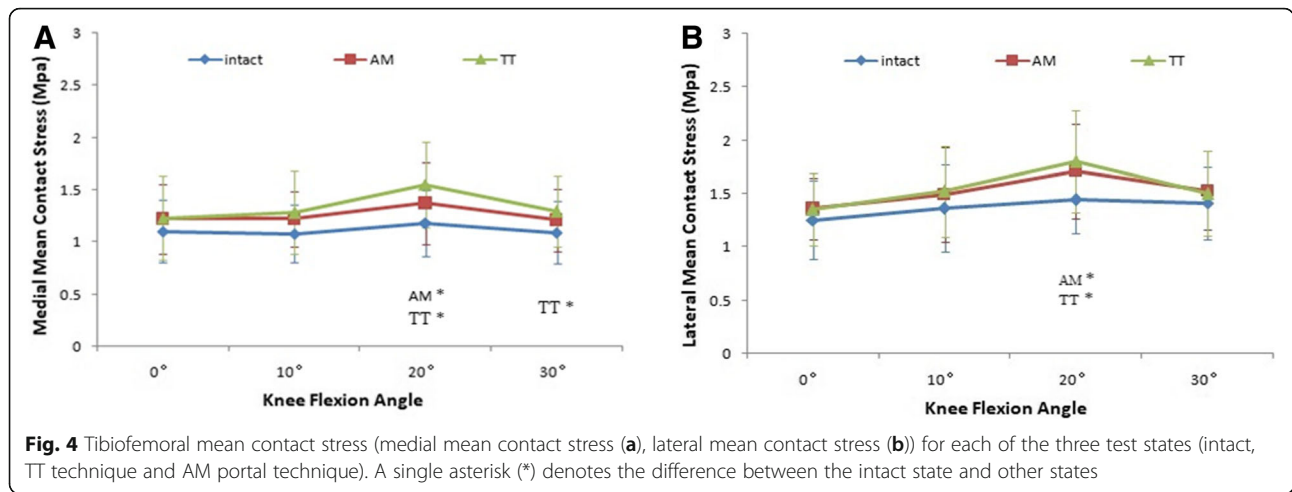 A
intact AM TT
Medial Mean Contact Stress (Mpa)
3
2.5
2
1.5
1
0.5
0
AM *
TT *
TT *
0° 10° 20° 30°
Knee Flexion Angle
B
intact AM TT
Lateral Mean Contact Stress (Mpa)
3
2.5
2
1.5
1
0.5
0
AM *
TT *
0° 10° 20° 30°
Knee Flexion Angle
Fig. 4 Tibiofemoral mean contact stress (medial mean contact stress (a), lateral mean contact stress (b)) for each of the three test states (intact,
TT technique and AM portal technique). A single asterisk (*) denotes the difference between the intact state and other states